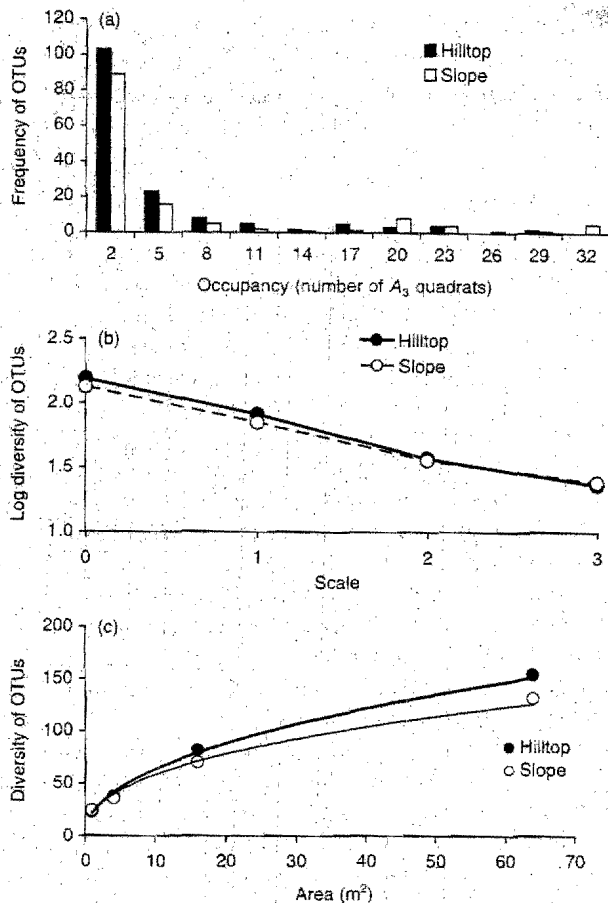 (a)
Hilltop
Slope
Frequency of OTUs
120
100
80
60
40
20
0
2 5 8 11 14 17 20 23 26 29 32
Occupancy (number of A3 quadrats)
(b)
Hilltop
Slope
Log diversity of OTUs
2.5
2.0
1.5
1.0
0 1 2 3
Scale
(c)
Diversity of OTUs
200
150
100
50
0
Hilltop
Slope
0 10 20 30 40 50 60 70
Area (m²)